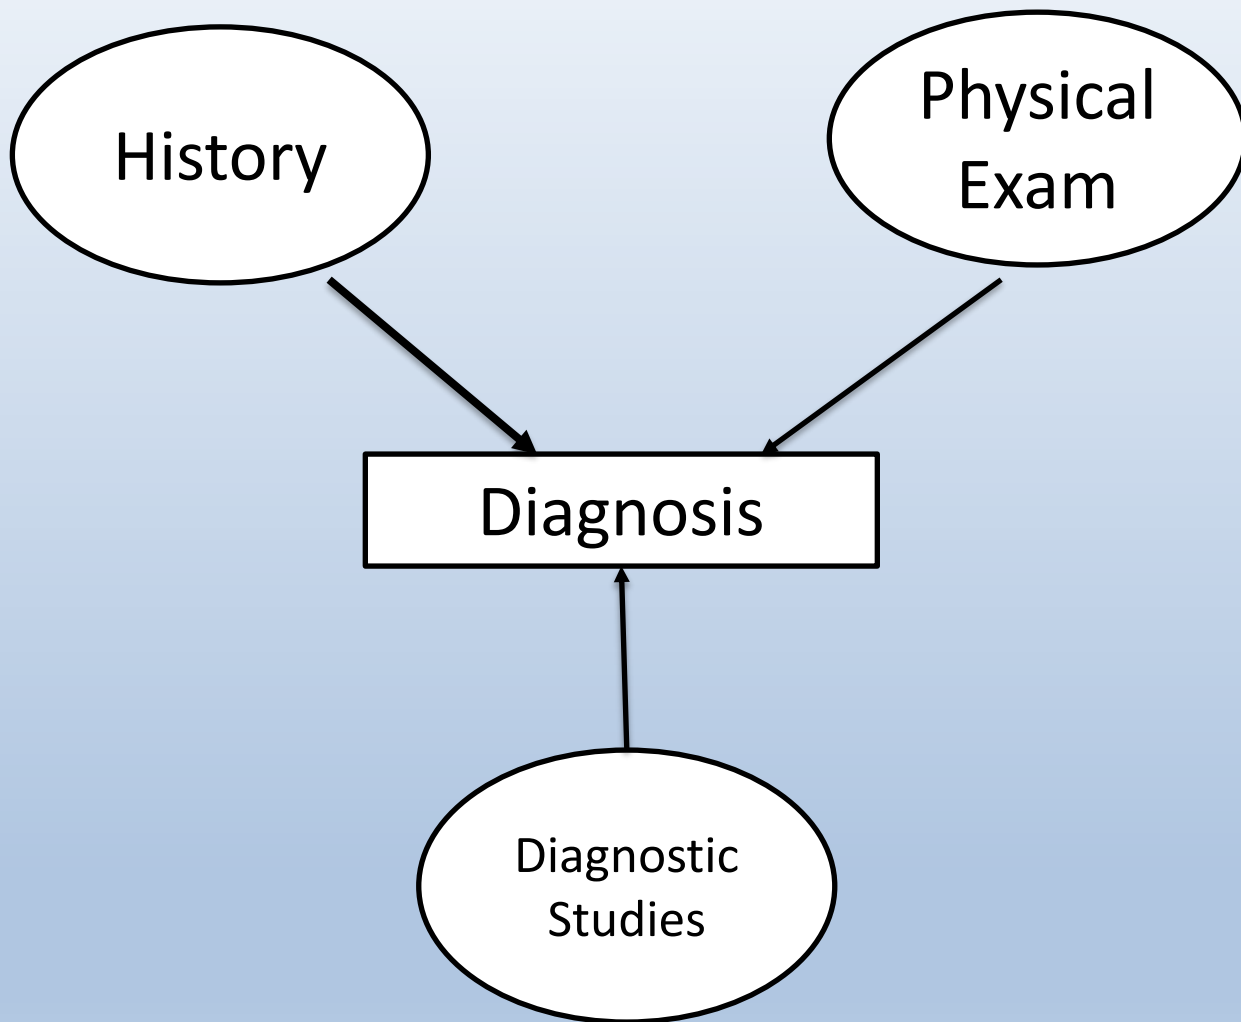 History
Physical
Exam
Diagnosis
Diagnostic
Studies